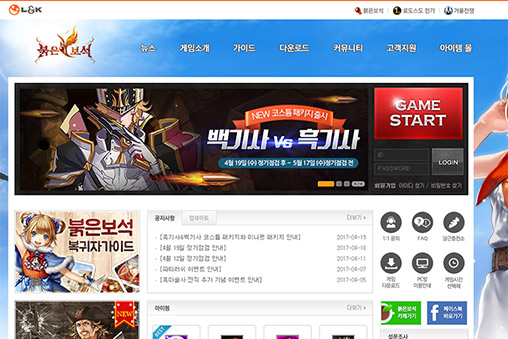 L&K
붉은보석
로도스도 전기
거울전쟁
붉은보석
뉴스
게임소개
가이드
다운로드
커뮤니티
고객지원
아이템 몰
NEW 코스튬 패키지 출시
백기사 Vs 흑기사
4월 19일 (수) 정기점검 후 ~ 5월 17일 (수)정기점검 전
GAME
START
ID
PASSWORD
LOGIN
회원가입
아이디 찾기 / 비밀번호 찾기
붉은보석
복귀자가이드
공지사항
업데이트
더보기 +
[흑기사&백기사 코스튬 패키지와 미니펫 패키지 안내] 2017-04-19
[4월 19일 정기점검 안내] 2017-04-18
[4월 12일 정기점검 안내] 2017-04-11
[파티러쉬 이벤트 안내] 2017-04-07
[흑마술사 전직 추가 기념 이벤트 안내] 2017-04-05
1:1 문의
FAQ
당근충전소
게임
다운로드
PC방
이용안내
게임시간
선택제
붉은보석
카페가기
페이스북
바로가기
NEW
아이템
더보기 +
BEST
설문조사